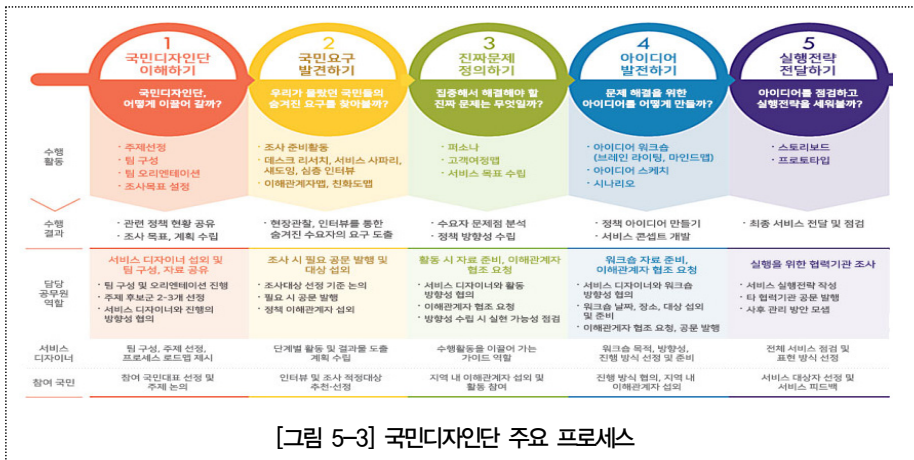 1
국민디자인단
이해하기
국민디자인단,
어떻게 이끌어 갈까?
2
국민요구
발견하기
우리가 몰랐던 국민들의
숨겨진 요구를 찾아볼까?
3
진짜문제
정의하기
집중해서 해결해야 할
진짜 문제는 무엇일까?
4
아이디어
발전하기
문제 해결을 위한
아이디어를 어떻게 만들까?
5
실행전략
전달하기
아이디어를 점검하고
실행전략을 세워볼까?
수행
활동
• 주제선정
• 팀 구성
• 팀 오리엔테이션
• 조사목표 설정
• 조사 준비활동
• 데스크 리서치, 서비스 사파리,
섀도잉, 심층 인터뷰
• 이해관계자맵, 친화도맵
• 퍼소나
• 고객여정맵
• 서비스 목표 수립
• 아이디어 워크숍
(브레인 라이팅, 마인드맵)
• 아이디어 스케치
• 시나리오
• 스토리보드
• 프로토타입
수행
결과
• 관련 정책 현황 공유
• 조사 목표, 계획 수립
• 현장관찰, 인터뷰를 통한
숨겨진 수요자의 요구 도출
• 수요자 문제점 분석
• 정책 방향성 수립
• 정책 아이디어 만들기
• 서비스 콘셉트 개발
• 최종 서비스 전달 및 점검
담당
공무원
역할
서비스 디자이너 섭외 및
팀 구성, 자료 공유
• 팀 구성 및 오리엔테이션 진행
• 주제 후보군 2-3개 선정
• 서비스 디자이너와 진행의
방향성 협의
조사 시 필요 공문 발행 및
대상 섭외
• 조사대상 선정 기준 논의
• 필요 시 공문 발행
• 정책 이해관계자 섭외
활동 시 자료 준비, 이해관계자
협조 요청
• 서비스 디자이너와 활동
방향성 협의
• 이해관계자 협조 요청
• 방향성 수립 시 실현 가능성 점검
워크숍 자료 준비,
이해관계자 협조 요청
• 서비스 디자이너와 워크숍
방향성 협의
• 워크숍 날짜, 장소, 대상 섭외
및 준비
• 이해관계자 협조 요청, 공문 발행
실행을 위한 협력기관 조사
• 서비스 실행전략 작성
• 타 협력기관 공문 발행
• 사후 관리 방안 모색
서비스
디자이너
팀 구성, 주제 선정,
프로세스 로드맵 제시
단계별 활동 및 결과물 도출
계획 수립
수행활동을 이끌어 가는
가이드 역할
워크숍 목적, 방향성,
진행 방식 선정 및 준비
전체 서비스 점검 및
표현 방식 선정
참여 국민
참여 국민대표 선정 및
주제 논의
인터뷰 및 조사 적정대상
추천·선정
지역 내 이해관계자 섭외 및
활동 참여
진행 방식 협의, 지역 내
이해관계자 섭외
서비스 대상자 선정 및
서비스 피드백
[그림 5-3] 국민디자인단 주요 프로세스